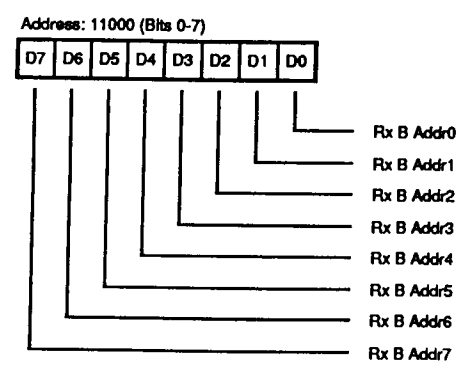 Address: 11000 (Bits 0-7)
D7 D6 D5 D4 D3 D2 D1 D0
Rx B Addr0
Rx B Addr1
Rx B Addr2
Rx B Addr3
Rx B Addr4
Rx B Addr5
Rx B Addr6
Rx B Addr7